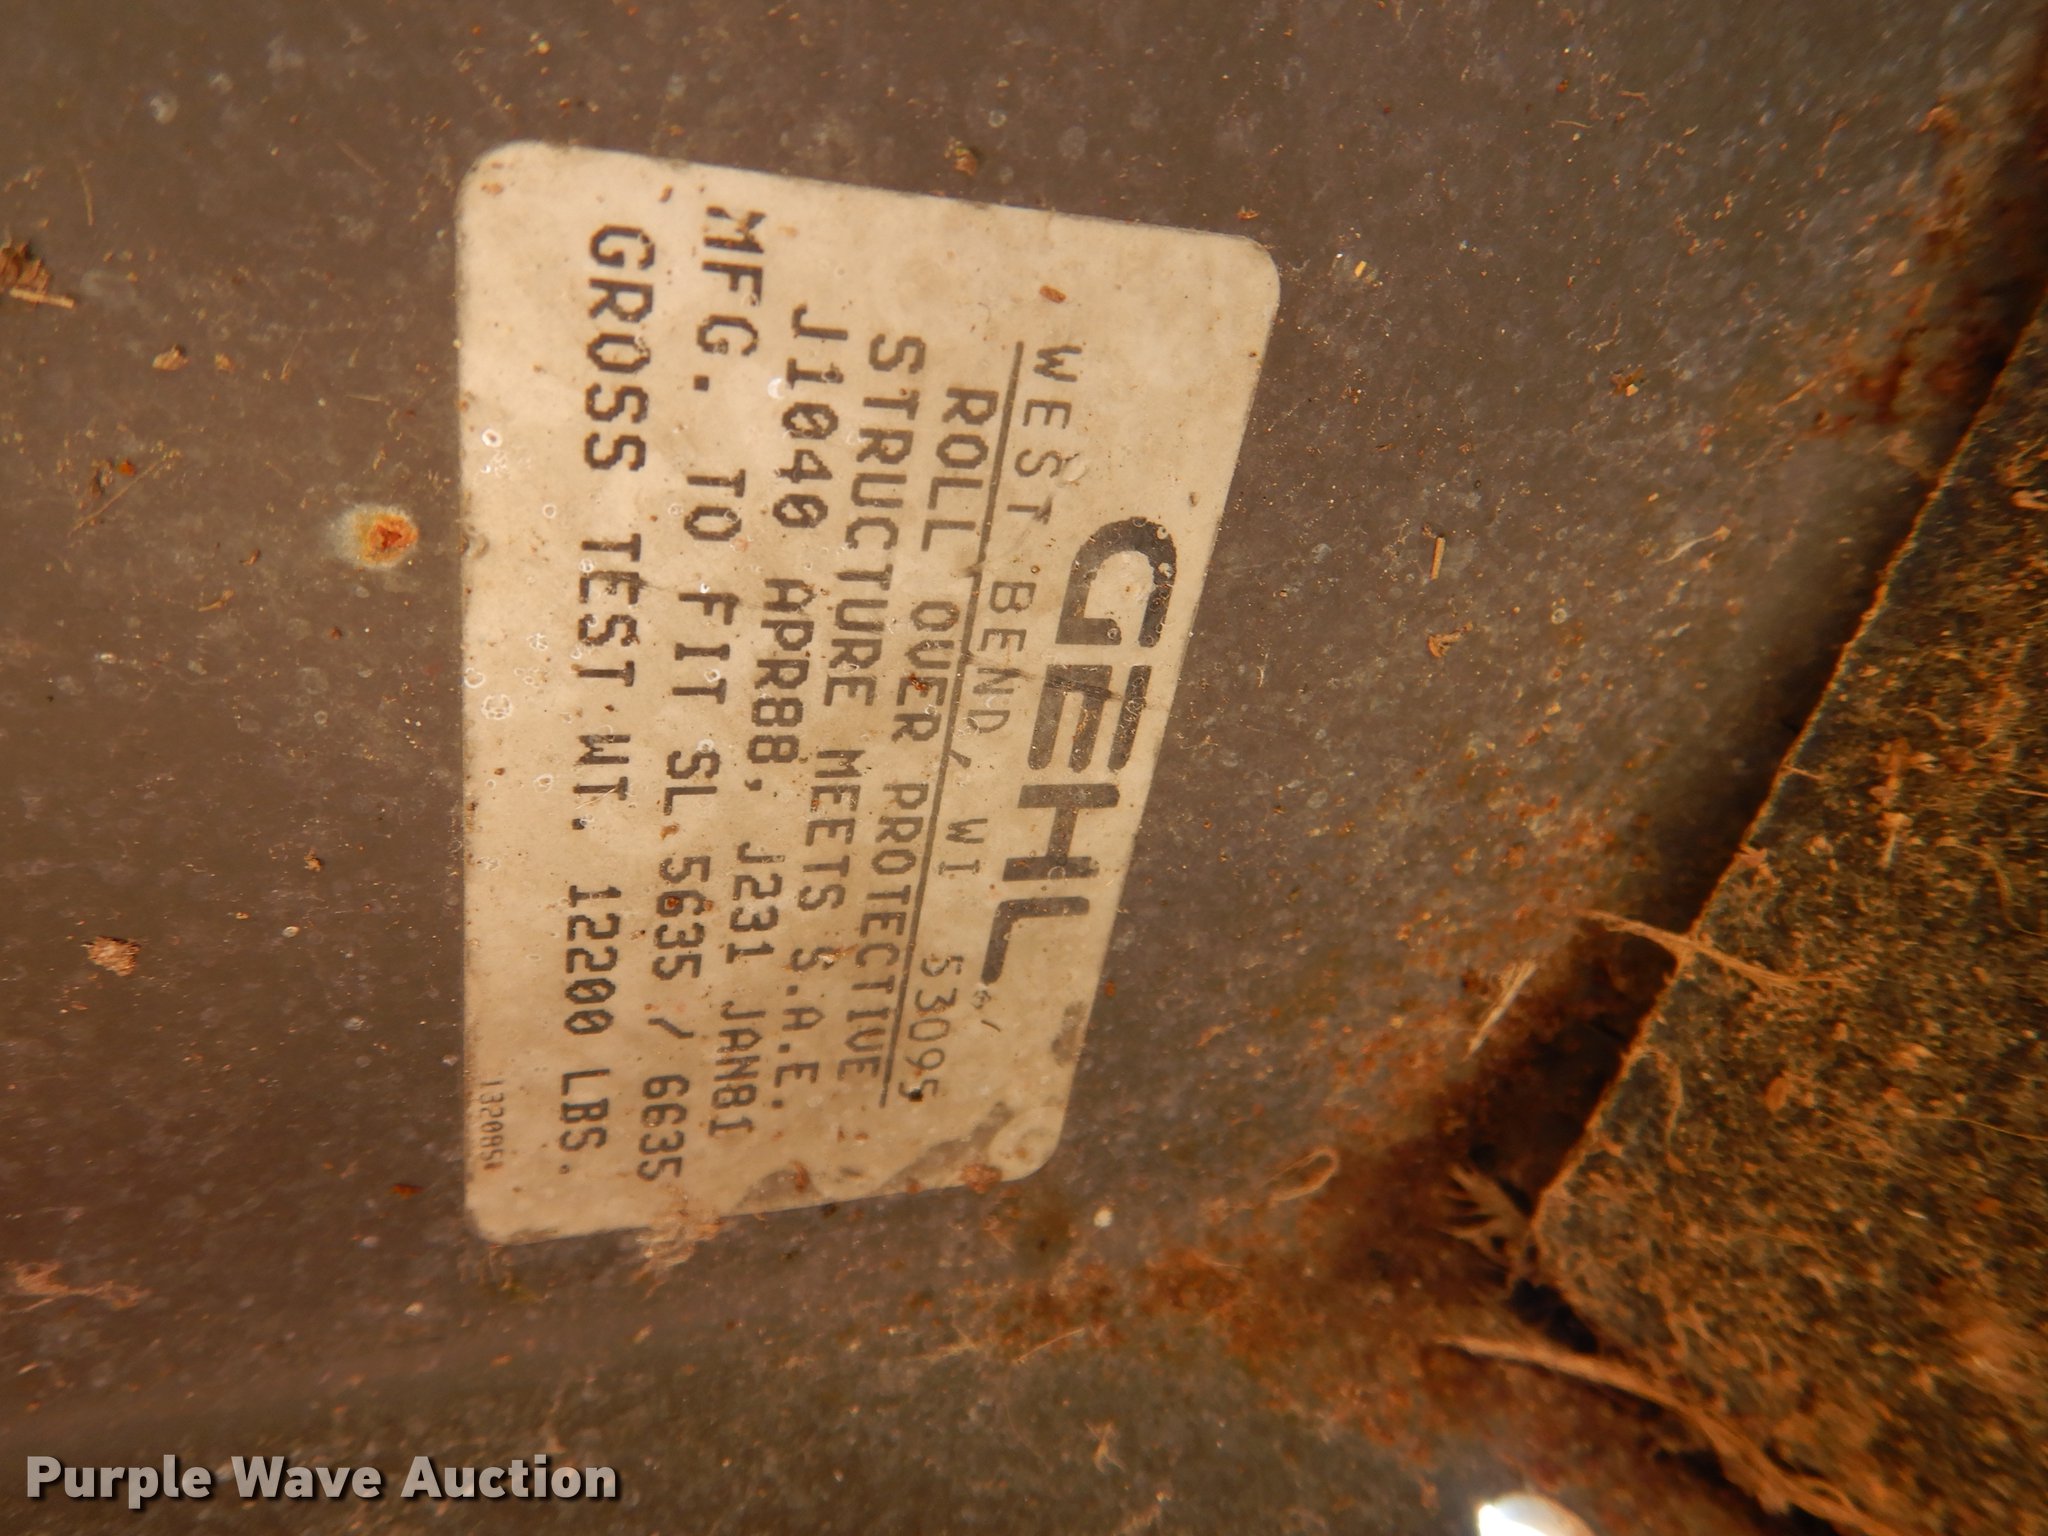 GEHL
WEST BEND, WI 53095
ROLL OVER PROTECTIVE
STRUCTURE MEETS S.A.E.
J1040 APR88, J231 JAN81
MFG. TO FIT SL.5635 / 6635
GROSS TEST WT. 12200 LBS.
Purple Wave Auction